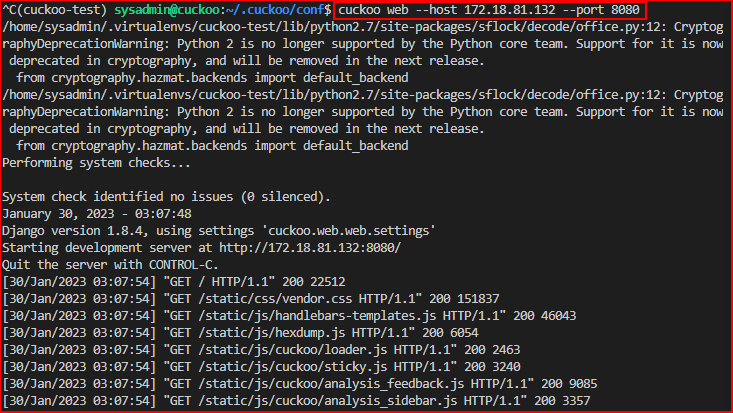 ^C(cuckoo-test) sysadmin@cuckoo:~/.cuckoo/conf$ cuckoo web --host 172.18.81.132 --port 8080
/home/sysadmin/.virtualenvs/cuckoo-test/lib/python2.7/site-packages/sflock/decode/office.py:12: Cryptog
raphyDeprecationWarning: Python 2 is no longer supported by the Python core team. Support for it is now
 deprecated in cryptography, and will be removed in the next release.
  from cryptography.hazmat.backends import default_backend
/home/sysadmin/.virtualenvs/cuckoo-test/lib/python2.7/site-packages/sflock/decode/office.py:12: Cryptog
raphyDeprecationWarning: Python 2 is no longer supported by the Python core team. Support for it is now
 deprecated in cryptography, and will be removed in the next release.
  from cryptography.hazmat.backends import default_backend
Performing system checks...

System check identified no issues (0 silenced).
January 30, 2023 - 03:07:48
Django version 1.8.4, using settings 'cuckoo.web.web.settings'
Starting development server at http://172.18.81.132:8080/
Quit the server with CONTROL-C.
[30/Jan/2023 03:07:54] "GET / HTTP/1.1" 200 22512
[30/Jan/2023 03:07:54] "GET /static/css/vendor.css HTTP/1.1" 200 151837
[30/Jan/2023 03:07:54] "GET /static/js/handlebars-templates.js HTTP/1.1" 200 46043
[30/Jan/2023 03:07:54] "GET /static/js/hexdump.js HTTP/1.1" 200 6054
[30/Jan/2023 03:07:54] "GET /static/js/cuckoo/loader.js HTTP/1.1" 200 2463
[30/Jan/2023 03:07:54] "GET /static/js/cuckoo/sticky.js HTTP/1.1" 200 3240
[30/Jan/2023 03:07:54] "GET /static/js/cuckoo/analysis_feedback.js HTTP/1.1" 200 9085
[30/Jan/2023 03:07:54] "GET /static/js/cuckoo/analysis_sidebar.js HTTP/1.1" 200 3357